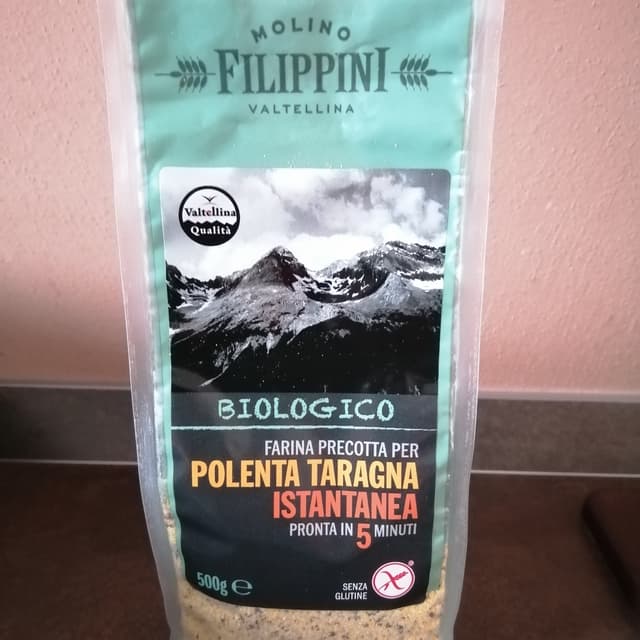 MOLINO
FILIPPINI
VALTELLINA
Valtellina
Qualità
BIOLOGICO
FARINA PRECOTTA PER
POLENTA TARAGNA
ISTANTANEA
PRONTA IN 5 MINUTI
500g e
SENZA
GLUTINE